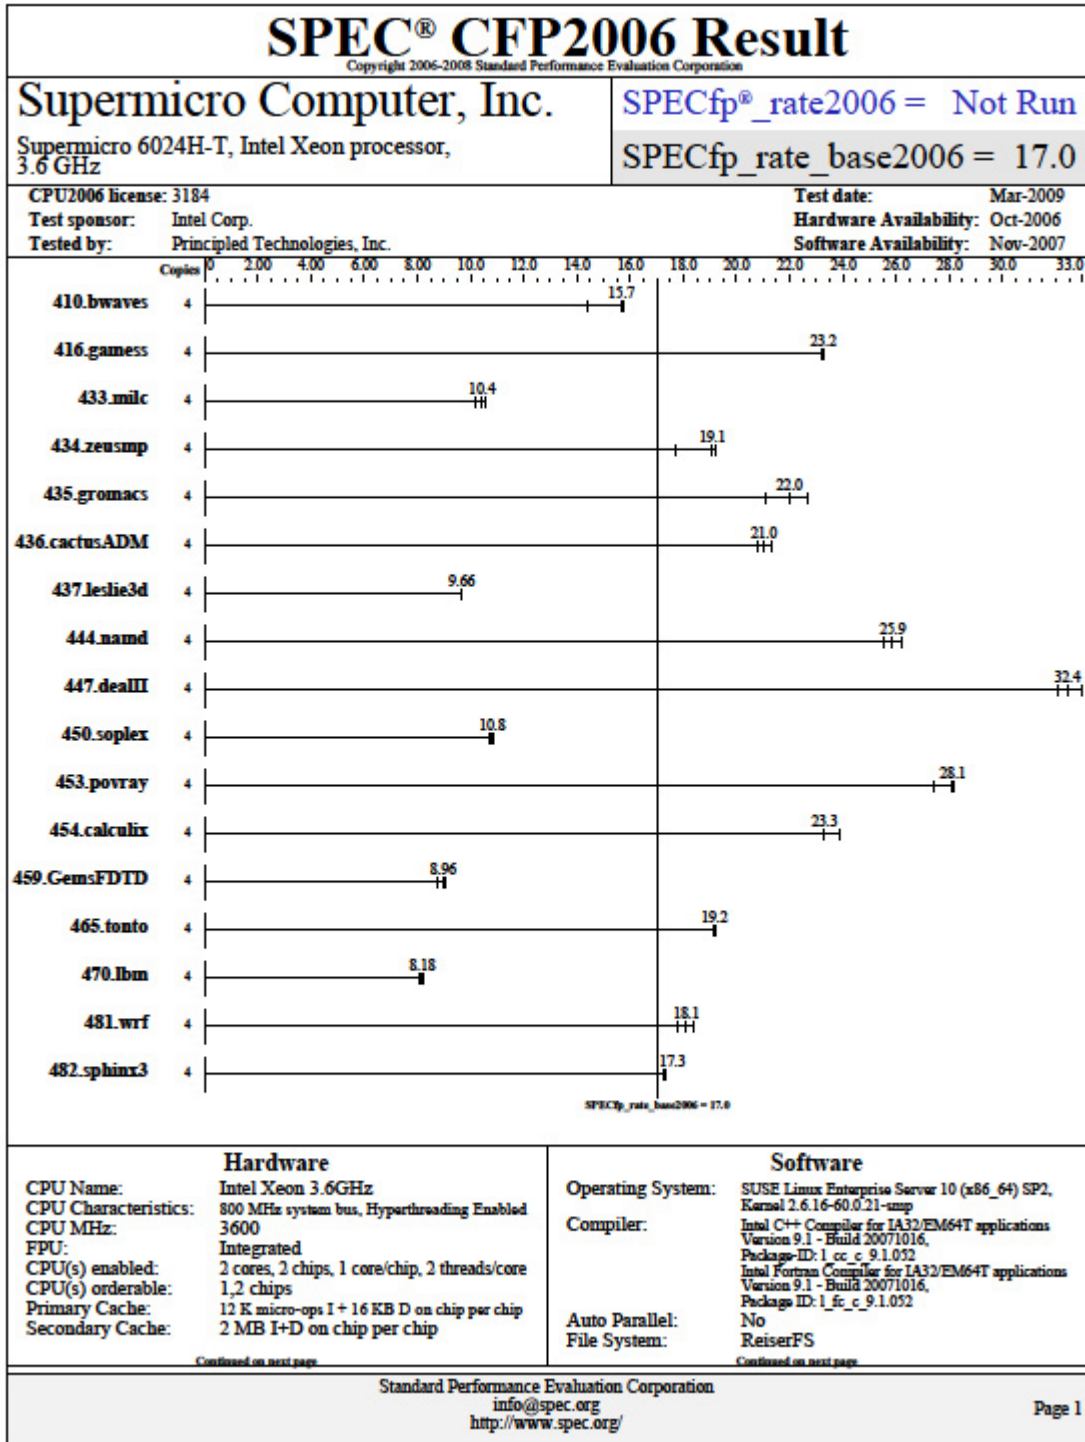 SPEC® CFP2006 Result
Copyright 2006-2008 Standard Performance Evaluation Corporation
Supermicro Computer, Inc.
Supermicro 6024H-T, Intel Xeon processor,
3.6 GHz
SPECfp®_rate2006 = Not Run
SPECfp_rate_base2006 = 17.0
CPU2006 license: 3184
Test sponsor: Intel Corp.
Tested by: Principled Technologies, Inc.
Test date: Mar-2009
Hardware Availability: Oct-2006
Software Availability: Nov-2007
Copies 0 2.00 4.00 6.00 8.00 10.0 12.0 14.0 16.0 18.0 20.0 22.0 24.0 26.0 28.0 30.0 33.0
410.bwaves 4 15.7
416.gamess 4 23.2
433.milc 4 10.4
434.zeusmp 4 19.1
435.gromacs 4 22.0
436.cactusADM 4 21.0
437.leslie3d 4 9.66
444.namd 4 25.9
447.dealII 4 32.4
450.soplex 4 10.8
453.povray 4 28.1
454.calculix 4 23.3
459.GemsFDTD 4 8.96
465.tonto 4 19.2
470.lbm 4 8.18
481.wrf 4 18.1
482.sphinx3 4 17.3
SPECfp_rate_base2006 = 17.0
Hardware
CPU Name: Intel Xeon 3.6GHz
CPU Characteristics: 800 MHz system bus, Hyperthreading Enabled
CPU MHz: 3600
FPU: Integrated
CPU(s) enabled: 2 cores, 2 chips, 1 core/chip, 2 threads/core
CPU(s) orderable: 1,2 chips
Primary Cache: 12 K micro-ops I + 16 KB D on chip per chip
Secondary Cache: 2 MB I+D on chip per chip
Continued on next page
Software
Operating System: SUSE Linux Enterprise Server 10 (x86_64) SP2,
Kernel 2.6.16-60.0.21-smp
Compiler: Intel C++ Compiler for IA32/EM64T applications
Version 9.1 - Build 20071016,
Package-ID: l_cc_c_9.1.052
Intel Fortran Compiler for IA32/EM64T applications
Version 9.1 - Build 20071016,
Package ID: l_fc_c_9.1.052
Auto Parallel: No
File System: ReiserFS
Continued on next page
Standard Performance Evaluation Corporation
info@spec.org
http://www.spec.org/
Page 1